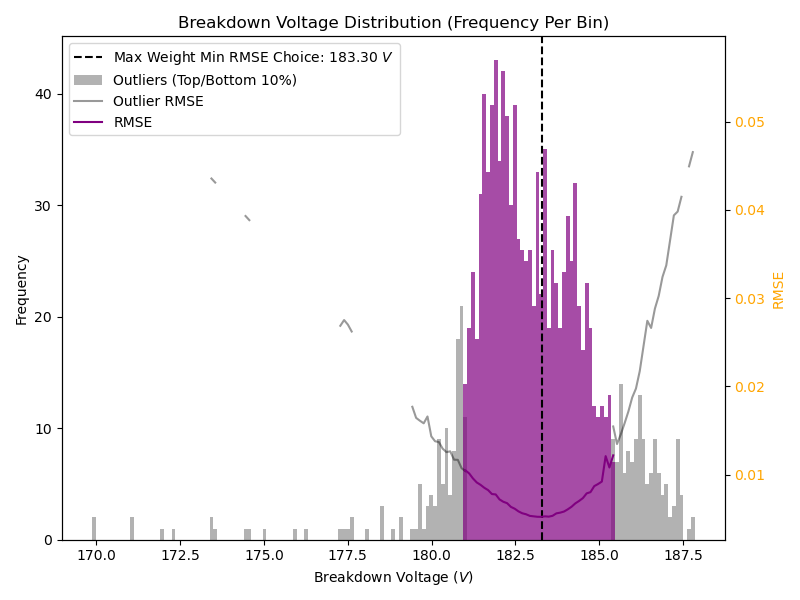 Breakdown Voltage Distribution (Frequency Per Bin)
Max Weight Min RMSE Choice: 183.30 V
Outliers (Top/Bottom 10%)
Outlier RMSE
RMSE
40
30
20
10
0
Frequency
0.05
0.04
0.03
0.02
0.01
RMSE
170.0 172.5 175.0 177.5 180.0 182.5 185.0 187.5
Breakdown Voltage (V)